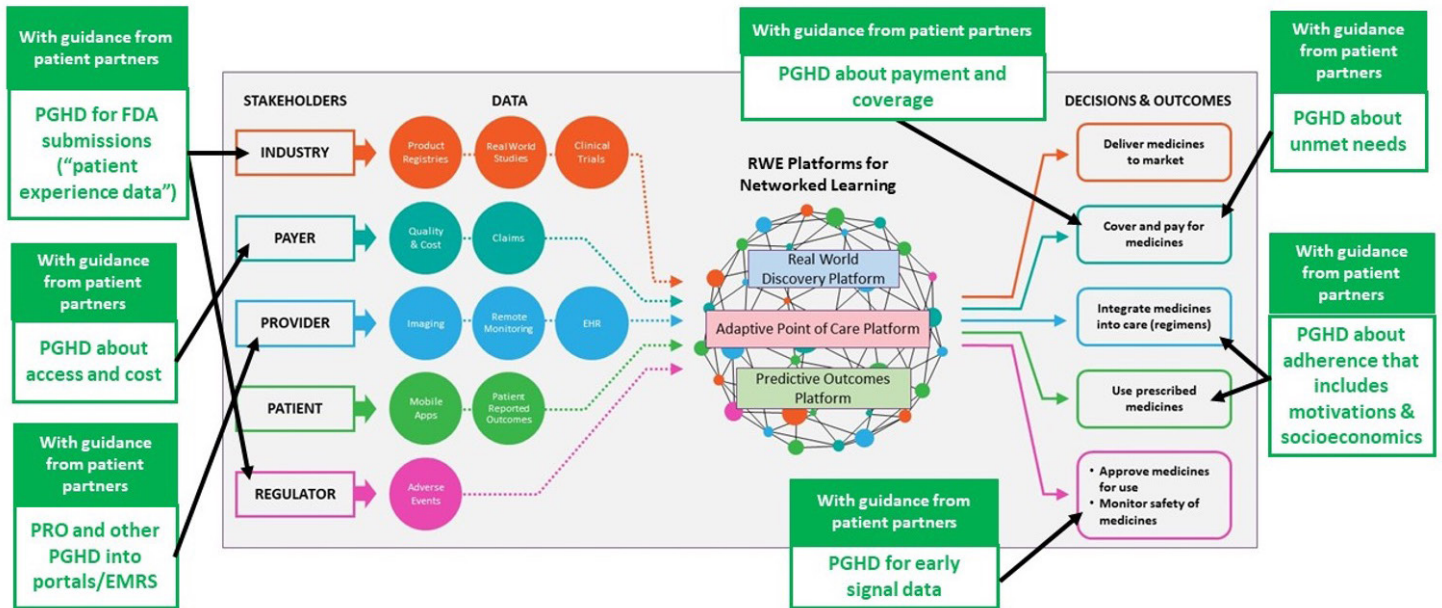 With guidance from
patient partners
PGHD for FDA
submissions
(“patient
experience data”)
With guidance
from patient
partners
PGHD about
access and cost
With guidance
from patient
partners
PRO and other
PGHD into
portals/EMRS
STAKEHOLDERS
INDUSTRY
PAYER
PROVIDER
PATIENT
REGULATOR
DATA
Product
Registries
Real World
Studies
Clinical
Trials
Quality
& Cost
Claims
Imaging
Remote
Monitoring
EHR
Mobile
Apps
Patient
Reported
Outcomes
Adverse
Events
RWE Platforms for
Networked Learning
Real World
Discovery Platform
Adaptive Point of Care Platform
Predictive Outcomes
Platform
With guidance from patient partners
PGHD about payment and
coverage
With guidance from
patient partners
PGHD for early
signal data
DECISIONS & OUTCOMES
Deliver medicines
to market
Cover and pay for
medicines
Integrate medicines
into care (regimens)
Use prescribed
medicines
• Approve medicines
for use
• Monitor safety of
medicines
With guidance
from patient
partners
PGHD about
unmet needs
With guidance
from patient
partners
PGHD about
adherence that
includes
motivations &
socioeconomics